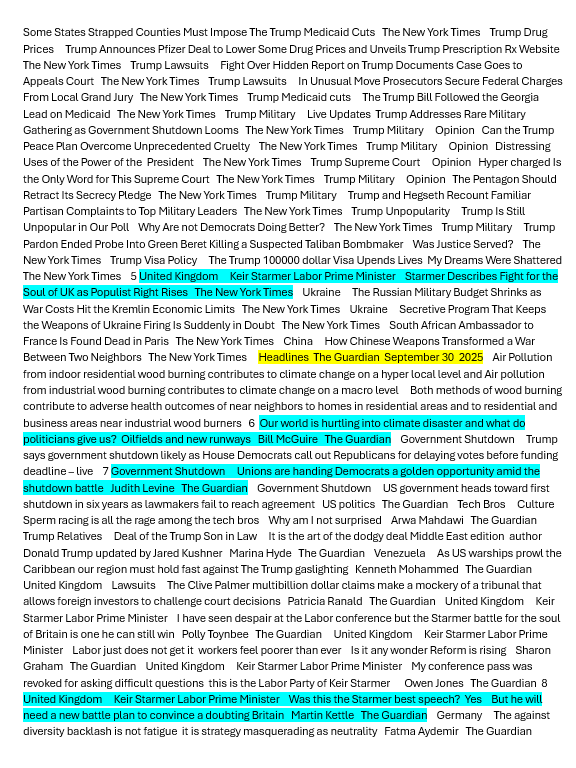 Some States Strapped Counties Must Impose The Trump Medicaid Cuts The New York Times Trump Drug
Prices Trump Announces Pfizer Deal to Lower Some Drug Prices and Unveils Trump Prescription Rx Website
The New York Times Trump Lawsuits Fight Over Hidden Report on Trump Documents Case Goes to
Appeals Court The New York Times Trump Lawsuits In Unusual Move Prosecutors Secure Federal Charges
From Local Grand Jury The New York Times Trump Medicaid cuts The Trump Bill Followed the Georgia
Lead on Medicaid The New York Times Trump Military Live Updates Trump Addresses Rare Military
Gathering as Government Shutdown Looms The New York Times Trump Military Opinion Can the Trump
Peace Plan Overcome Unprecedented Cruelty The New York Times Trump Military Opinion Distressing
Uses of the Power of the President The New York Times Trump Supreme Court Opinion Hyper charged Is
the Only Word for This Supreme Court The New York Times Trump Military Opinion The Pentagon Should
Retract Its Secrecy Pledge The New York Times Trump Military Trump and Hegseth Recount Familiar
Partisan Complaints to Top Military Leaders The New York Times Trump Unpopularity Trump Is Still
Unpopular in Our Poll Why Are not Democrats Doing Better? The New York Times Trump Military Trump
Pardon Ended Probe Into Green Beret Killing a Suspected Taliban Bombmaker Was Justice Served? The
New York Times Trump Visa Policy The Trump 100000 dollar Visa Upends Lives My Dreams Were Shattered
The New York Times 5 United Kingdom Keir Starmer Labor Prime Minister Starmer Describes Fight for the
Soul of UK as Populist Right Rises The New York Times Ukraine The Russian Military Budget Shrinks as
War Costs Hit the Kremlin Economic Limits The New York Times Ukraine Secretive Program That Keeps
the Weapons of Ukraine Firing Is Suddenly in Doubt The New York Times South African Ambassador to
France Is Found Dead in Paris The New York Times China How Chinese Weapons Transformed a War
Between Two Neighbors The New York Times Headlines The Guardian September 30 2025 Air Pollution
from indoor residential wood burning contributes to climate change on a hyper local level and Air pollution
from industrial wood burning contributes to climate change on a macro level Both methods of wood burning
contribute to adverse health outcomes of near neighbors to homes in residential areas and to residential and
business areas near industrial wood burners 6 Our world is hurtling into climate disaster and what do
politicians give us? Oilfields and new runways Bill McGuire The Guardian Government Shutdown Trump
says government shutdown likely as House Democrats call out Republicans for delaying votes before funding
deadline – live 7 Government Shutdown Unions are handing Democrats a golden opportunity amid the
shutdown battle Judith Levine The Guardian Government Shutdown US government heads toward first
shutdown in six years as lawmakers fail to reach agreement US politics The Guardian Tech Bros Culture
Sperm racing is all the rage among the tech bros Why am I not surprised Arwa Mahdawi The Guardian
Trump Relatives Deal of the Trump Son in Law It is the art of the dodgy deal Middle East edition author
Donald Trump updated by Jared Kushner Marina Hyde The Guardian Venezuela As US warships prowl the
Caribbean our region must hold fast against The Trump gaslighting Kenneth Mohammed The Guardian
United Kingdom Lawsuits The Clive Palmer multibillion dollar claims make a mockery of a tribunal that
allows foreign investors to challenge court decisions Patricia Ranald The Guardian United Kingdom Keir
Starmer Labor Prime Minister I have seen despair at the Labor conference but the Starmer battle for the soul
of Britain is one he can still win Polly Toynbee The Guardian United Kingdom Keir Starmer Labor Prime
Minister Labor just does not get it workers feel poorer than ever Is it any wonder Reform is rising Sharon
Graham The Guardian United Kingdom Keir Starmer Labor Prime Minister My conference pass was
revoked for asking difficult questions this is the Labor Party of Keir Starmer Owen Jones The Guardian 8
United Kingdom Keir Starmer Labor Prime Minister Was this the Starmer best speech? Yes But he will
need a new battle plan to convince a doubting Britain Martin Kettle The Guardian Germany The against
diversity backlash is not fatigue it is strategy masquerading as neutrality Fatma Aydemir The Guardian